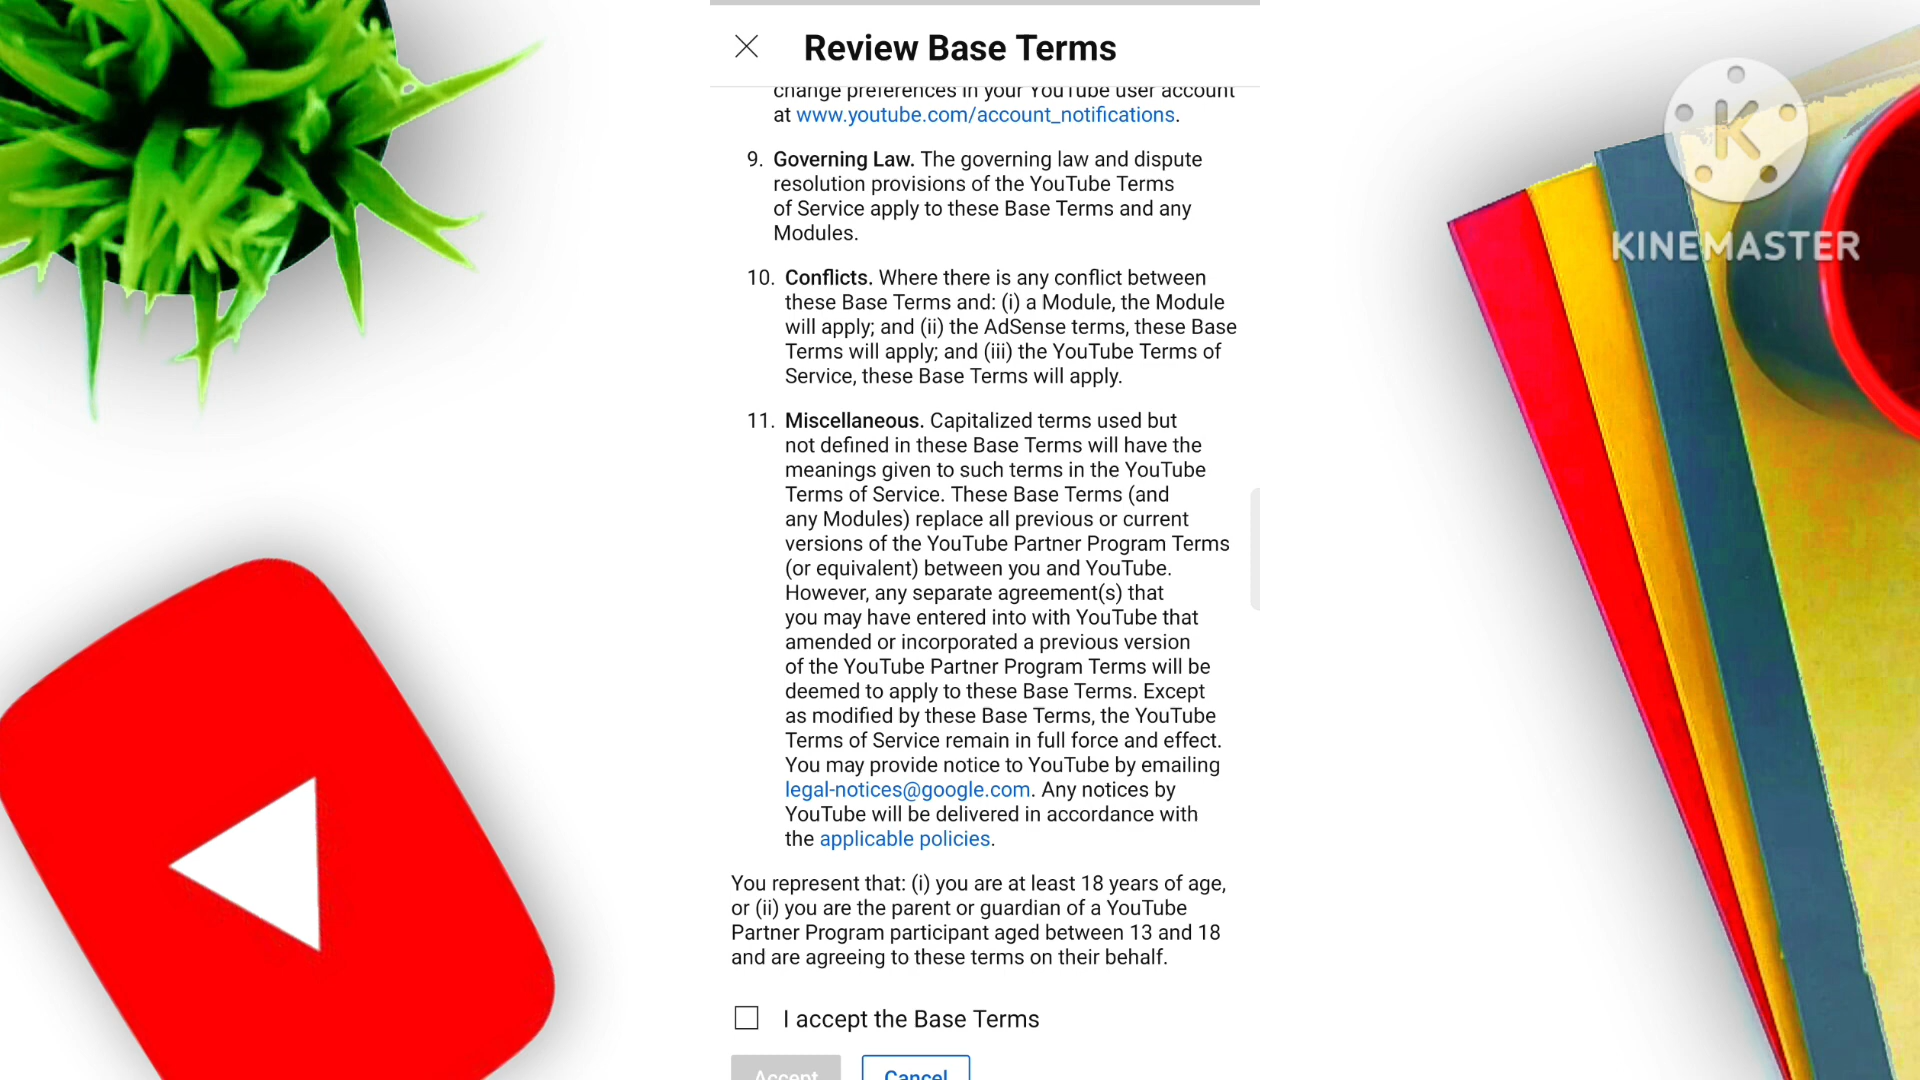 Review Base Terms
change preferences in your YouTube user account
at www.youtube.com/account_notifications.
9. Governing Law. The governing law and dispute
resolution provisions of the YouTube Terms
of Service apply to these Base Terms and any
Modules.
10. Conflicts. Where there is any conflict between
these Base Terms and: (i) a Module, the Module
will apply; and (ii) the AdSense terms, these Base
Terms will apply; and (iii) the YouTube Terms of
Service, these Base Terms will apply.
11. Miscellaneous. Capitalized terms used but
not defined in these Base Terms will have the
meanings given to such terms in the YouTube
Terms of Service. These Base Terms (and
any Modules) replace all previous or current
versions of the YouTube Partner Program Terms
(or equivalent) between you and YouTube.
However, any separate agreement(s) that
you may have entered into with YouTube that
amended or incorporated a previous version
of the YouTube Partner Program Terms will be
deemed to apply to these Base Terms. Except
as modified by these Base Terms, the YouTube
Terms of Service remain in full force and effect.
You may provide notice to YouTube by emailing
legal-notices@google.com. Any notices by
YouTube will be delivered in accordance with
the applicable policies.
You represent that: (i) you are at least 18 years of age,
or (ii) you are the parent or guardian of a YouTube
Partner Program participant aged between 13 and 18
and are agreeing to these terms on their behalf.
I accept the Base Terms
Accept Cancel
K
KINEMASTER